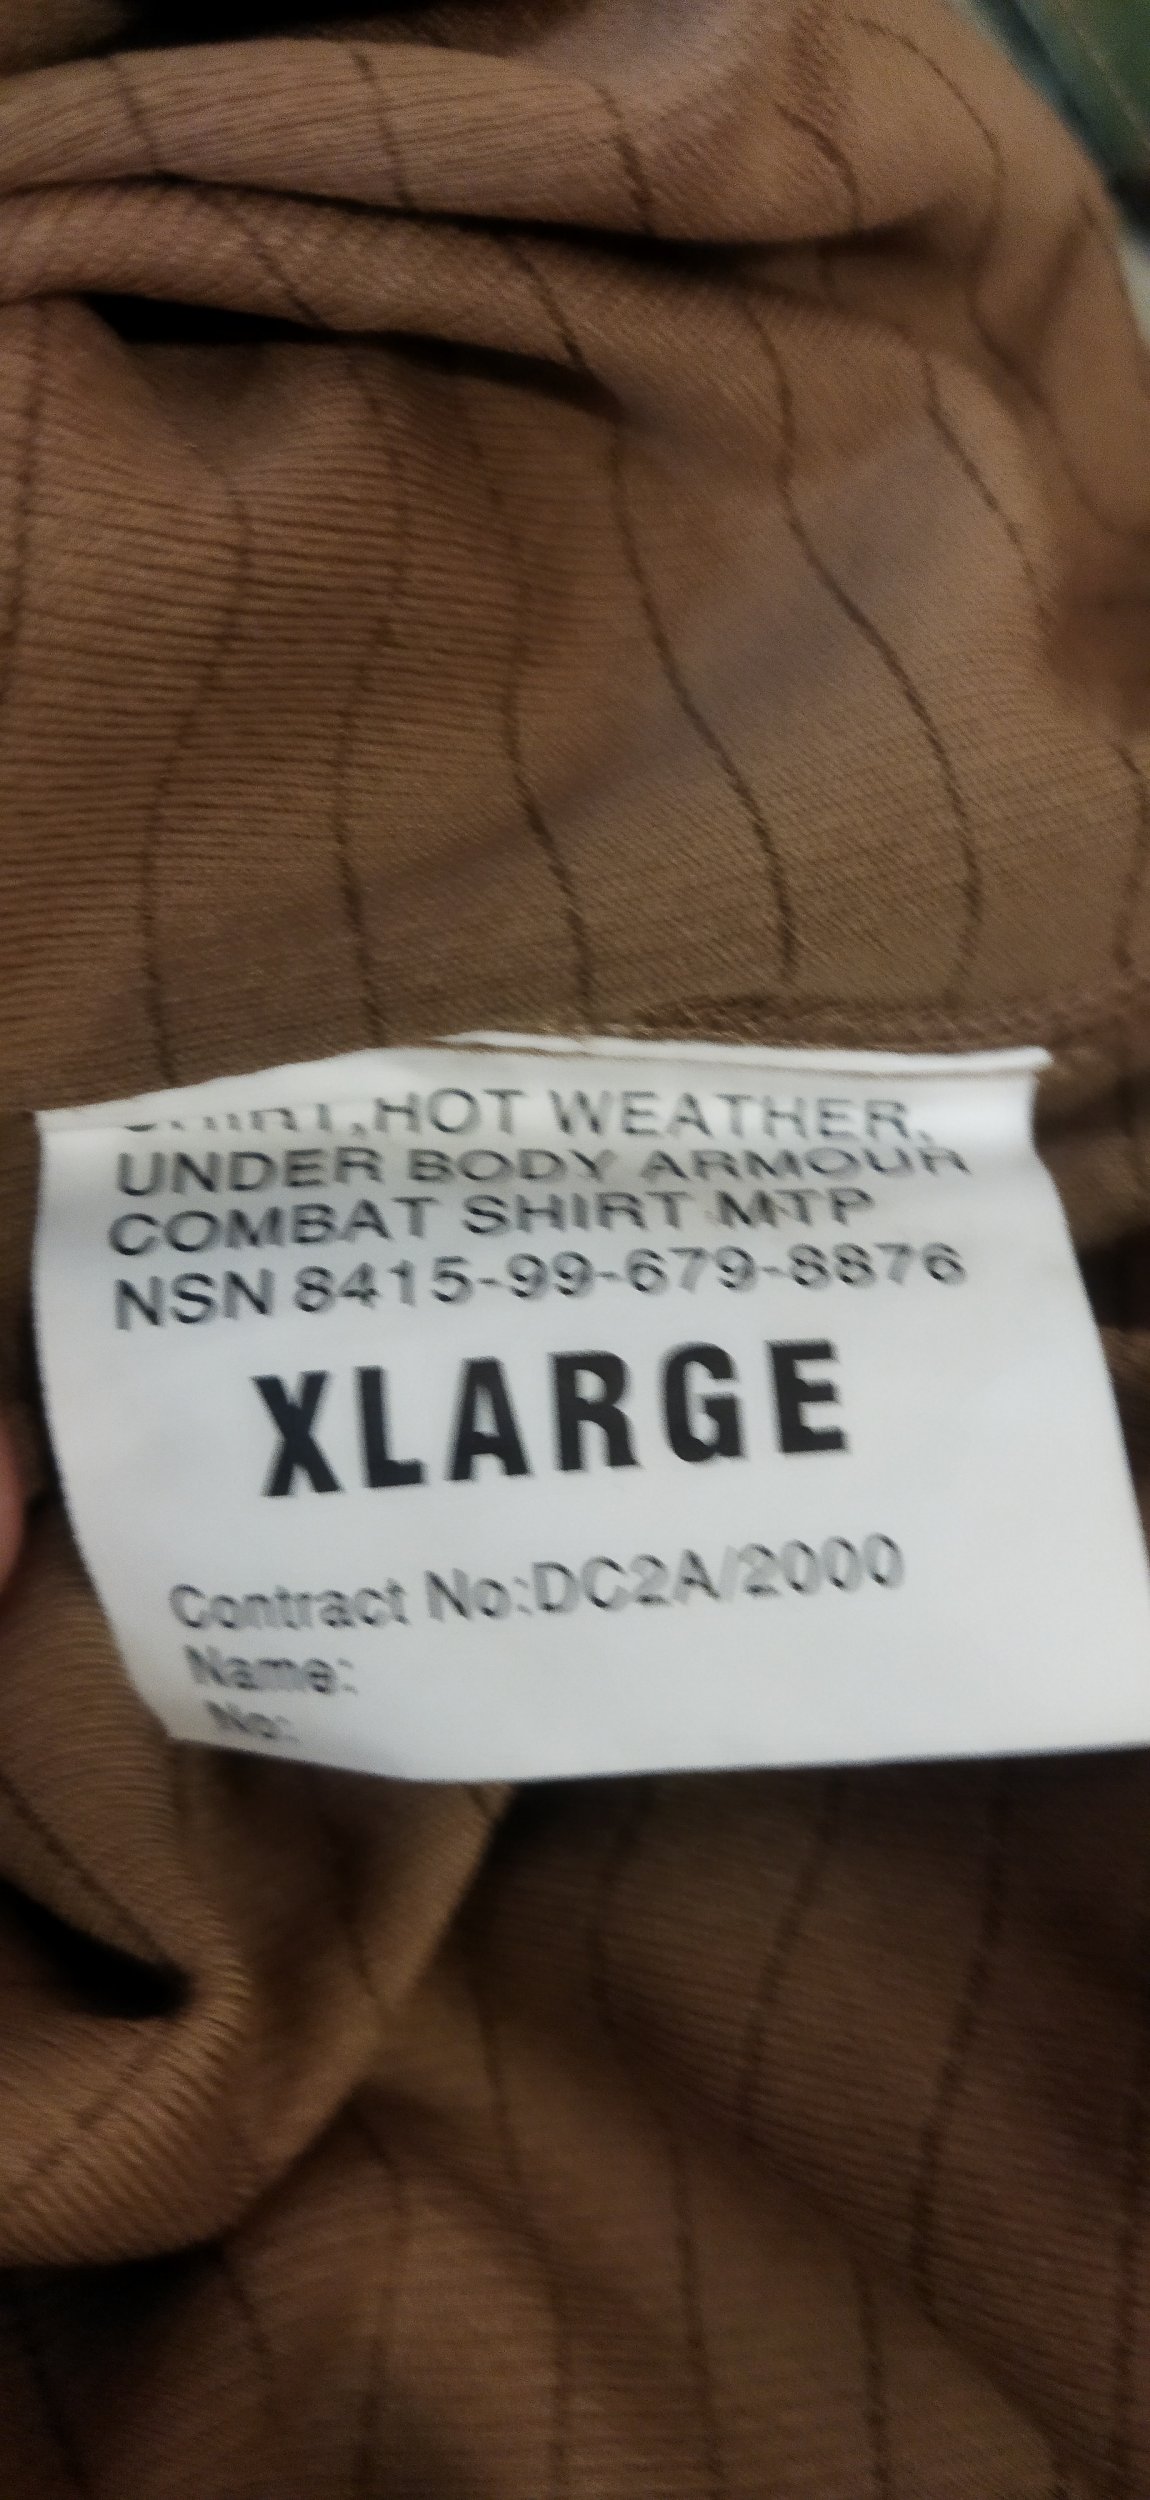 SHIRT,HOT WEATHER,
UNDER BODY ARMOUR
COMBAT SHIRT MTP
NSN 8415-99-679-8876
XLARGE
Contract No:DC2A/2000
Name:
No: